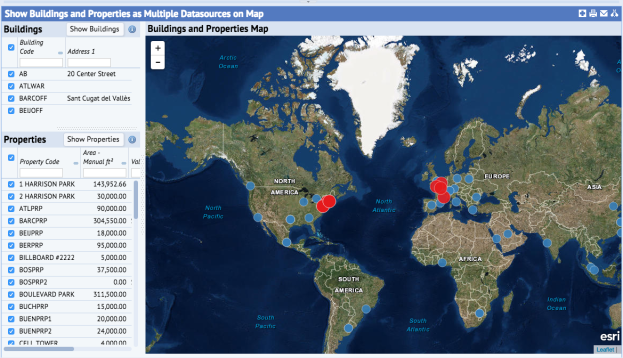 Show Buildings and Properties as Multiple Datasources on Map
Buildings Show Buildings
Building Code Address 1
AB 20 Center Street
ATLWAR
BARCOFF Sant Cugat del Vallès
BEIJOFF
Properties Show Properties
Property Code Area - Manual ft² Val
1 HARRISON PARK 143,952.66
2 HARRISON PARK 30,000.00
ATLPRP 90,000.00
BARCPRP 304,550.00
BEIJPRP 18,000.00
BERPRP 95,000.00
BILLBOARD #2222 5,000.00
BOSPRP 37,500.00
BOSPRP2 0.00
BOULEVARD PARK 311,500.00
BUCHPRP 15,000.00
BUENPRP1 20,000.00
BUENPRP2 24,000.00
CELL TOWER 4,000.00
Buildings and Properties Map
+
−
Arctic Ocean
Arctic Ocean
NORTH AMERICA
EUROPE
ASIA
North Pacific
North Atlantic
AFRICA
SOUTH AMERICA
Indian Ocean
South Pacific
South Atlantic
esri
Leaflet |